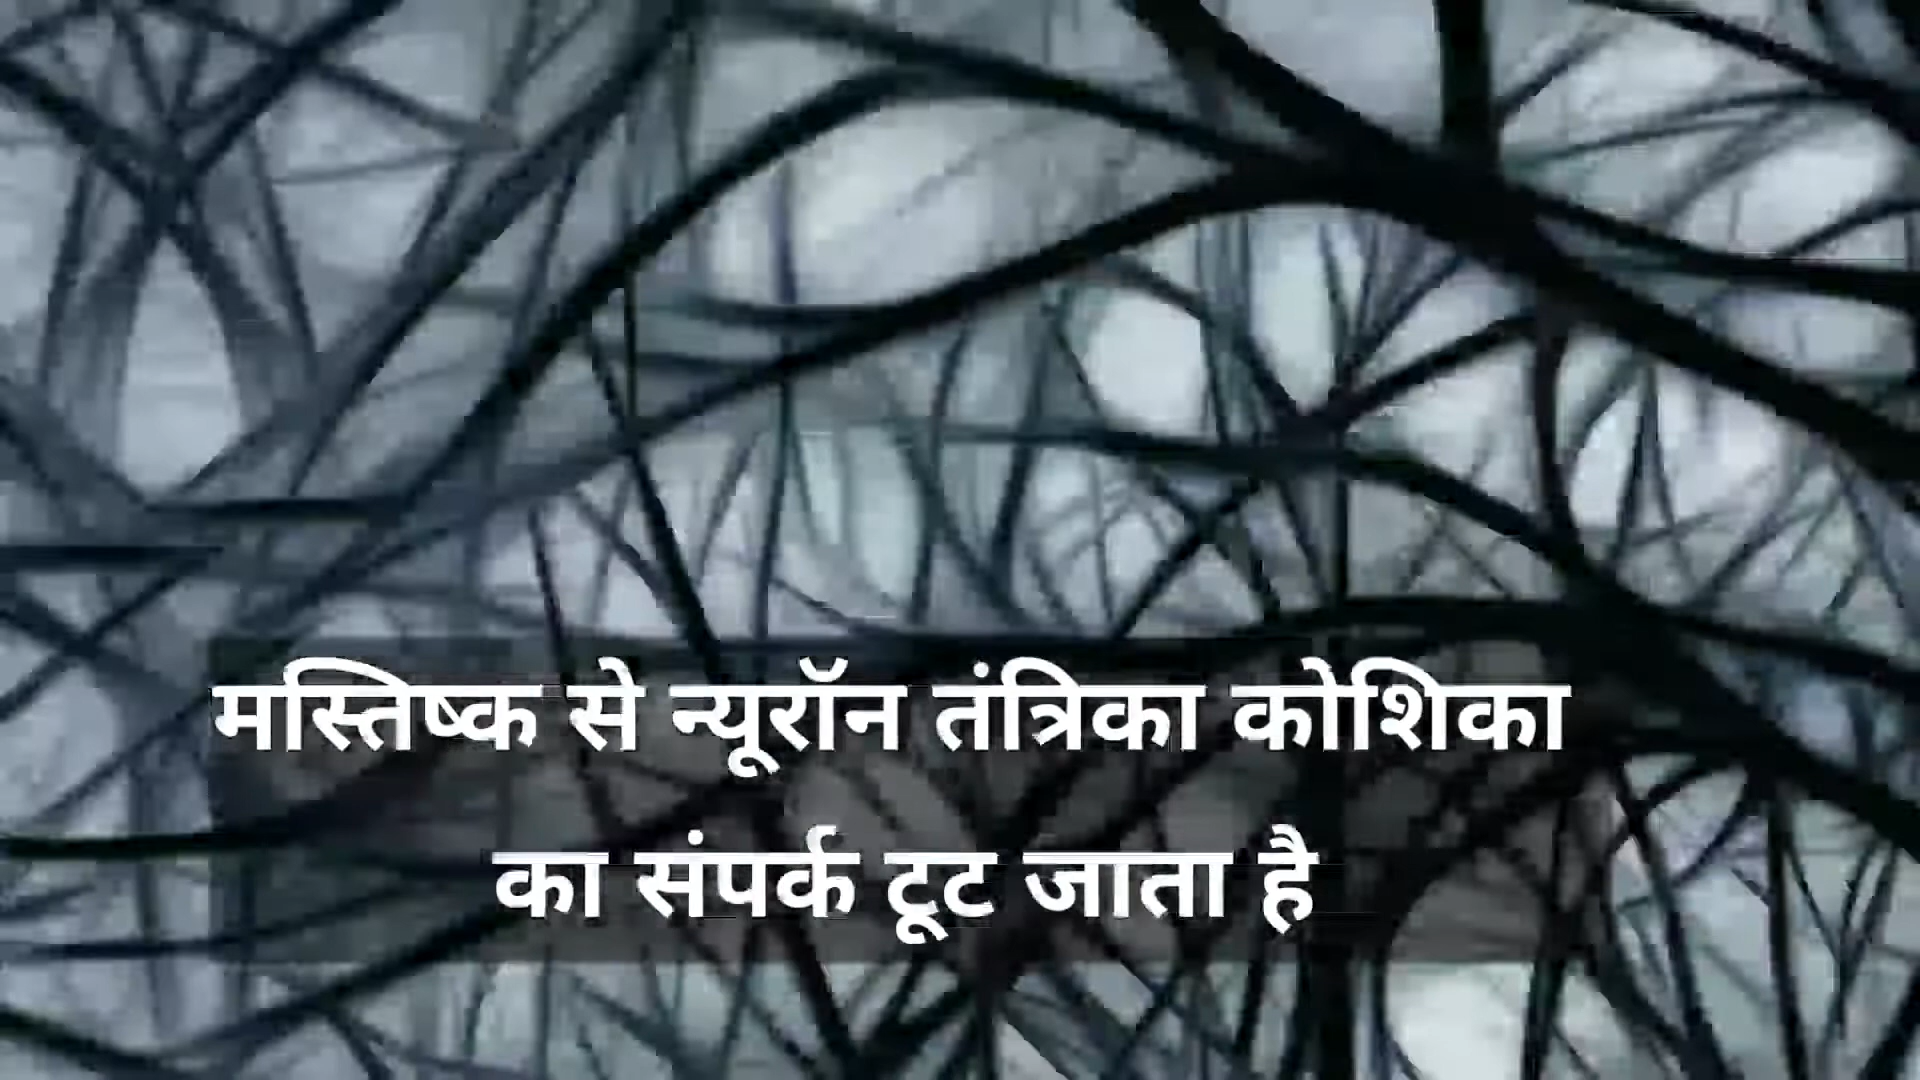 मस्तिष्क से न्यूरॉन तंत्रिका कोशिका
का संपर्क टूट जाता है